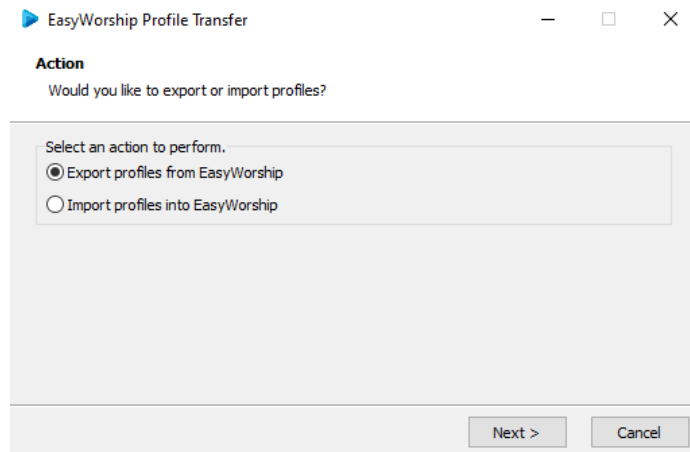 EasyWorship Profile Transfer
Action
Would you like to export or import profiles?
Select an action to perform.
Export profiles from EasyWorship
Import profiles into EasyWorship
Next > Cancel